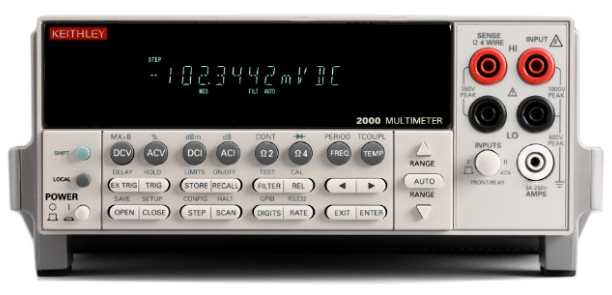 KEITHLEY
STEP
-102.3442mVDC
MED FILT AUTO
2000 MULTIMETER
SENSE
Ω 4 WIRE
HI
INPUT
350V
PEAK
1000V
PEAK
LO
500V
PEAK
INPUTS
F R
FRONT/REAR
3A 250V
AMPS
MX+B % dBm dB CONT PERIOD TCOUPL
SHIFT DCV ACV DCI ACI Ω2 Ω4 FREQ TEMP
RANGE
AUTO
RANGE
DELAY HOLD LIMITS ON/OFF TEST CAL
LOCAL EX TRIG TRIG STORE RECALL FILTER REL
POWER
O I
SAVE SETUP CONFIG HALT GPIB RS232
OPEN CLOSE STEP SCAN DIGITS RATE EXIT ENTER